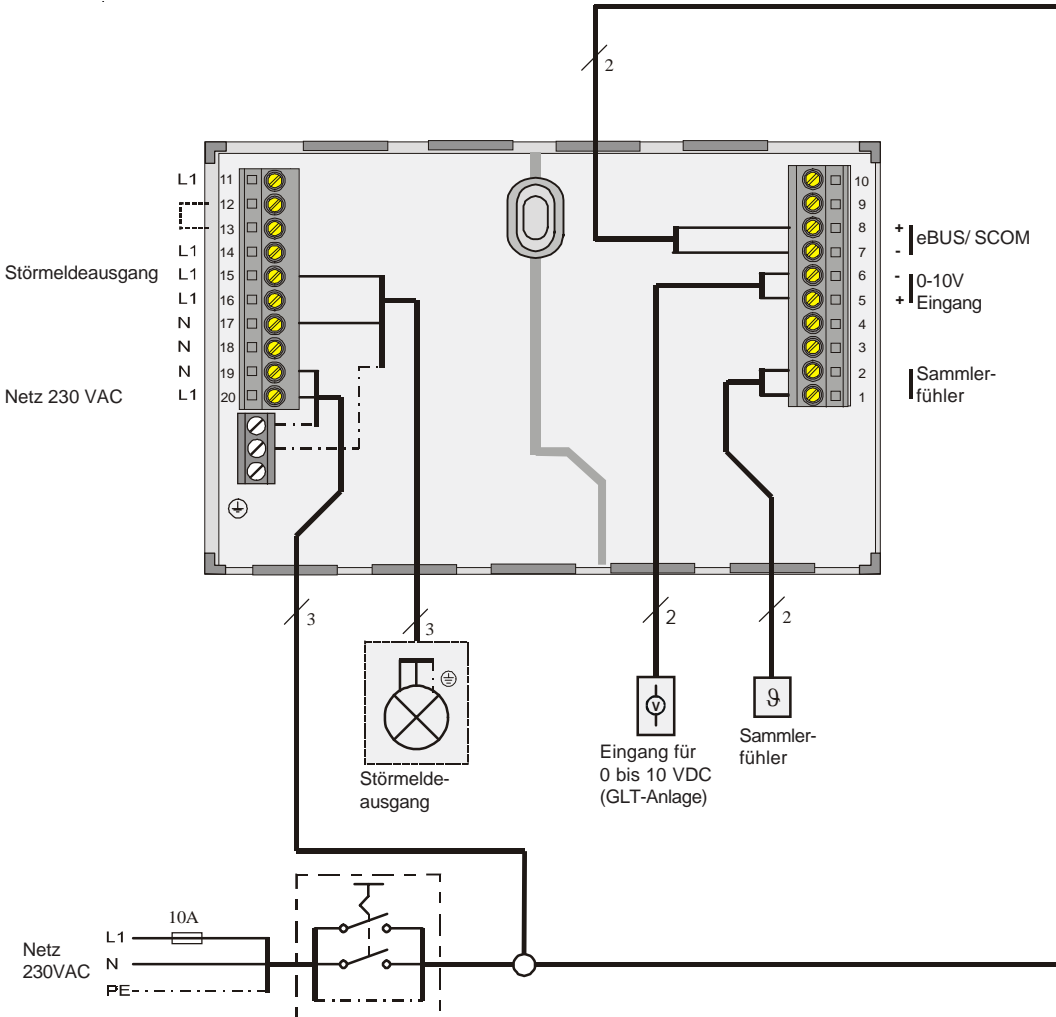 2
L1 11
12
13
L1 14
Störmeldeausgang L1 15
L1 16
N 17
N 18
N 19
Netz 230 VAC L1 20
10
9
8 +
7 -
eBUS/ SCOM
6 -
5 +
0-10V
Eingang
4
3
2
1
Sammler-
fühler
3
3
2
2
V
ϑ
Störmelde-
ausgang
Eingang für
0 bis 10 VDC
(GLT-Anlage)
Sammler-
fühler
10A
Netz
230VAC
L1
N
PE